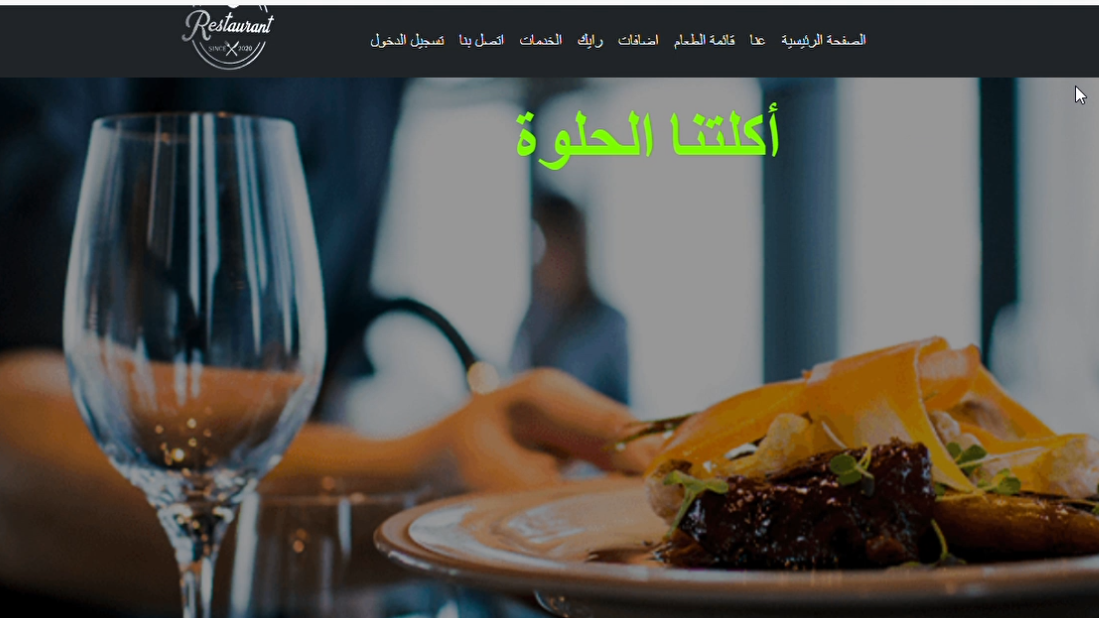 Restaurant
SINCE 2020
الصفحة الرئيسية عنا قائمة الطعام اضافات رايك الخدمات اتصل بنا تسجيل الدخول
أكلتنا الحلوة